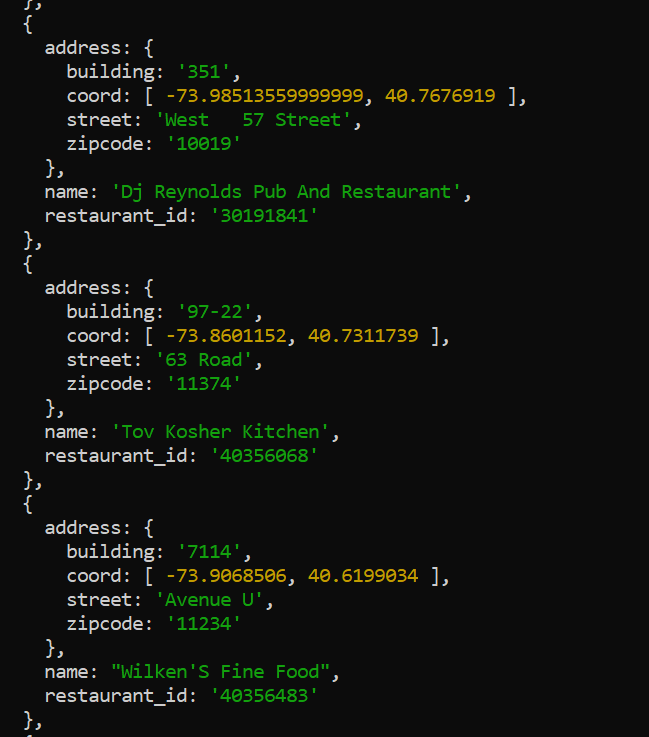 },
{
address: {
building: '351',
coord: [ -73.98513559999999, 40.7676919 ],
street: 'West   57 Street',
zipcode: '10019'
},
name: 'Dj Reynolds Pub And Restaurant',
restaurant_id: '30191841'
},
{
address: {
building: '97-22',
coord: [ -73.8601152, 40.7311739 ],
street: '63 Road',
zipcode: '11374'
},
name: 'Tov Kosher Kitchen',
restaurant_id: '40356068'
},
{
address: {
building: '7114',
coord: [ -73.9068506, 40.6199034 ],
street: 'Avenue U',
zipcode: '11234'
},
name: "Wilken'S Fine Food",
restaurant_id: '40356483'
},
{